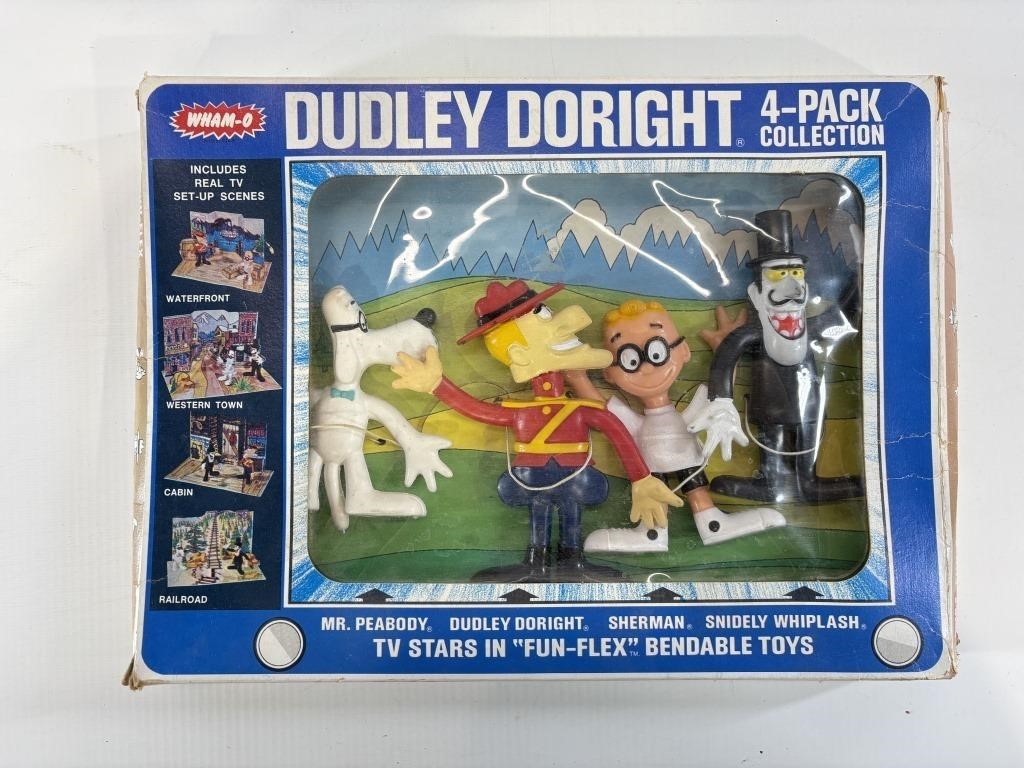 WHAM-O
DUDLEY DORIGHT®
4-PACK
COLLECTION
INCLUDES
REAL TV
SET-UP SCENES
WATERFRONT
WESTERN TOWN
CABIN
RAILROAD
MR. PEABODY® DUDLEY DORIGHT® SHERMAN® SNIDELY WHIPLASH®
TV STARS IN "FUN-FLEX"™ BENDABLE TOYS